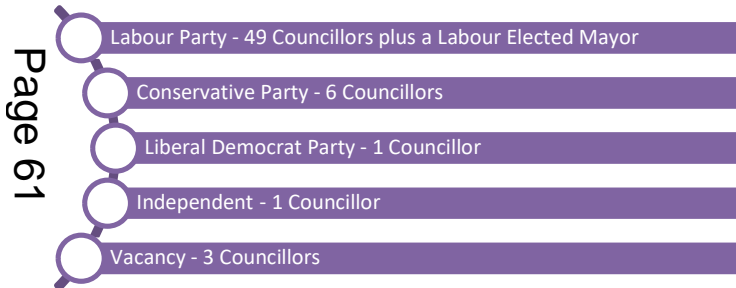 Page 61
Labour Party - 49 Councillors plus a Labour Elected Mayor
Conservative Party - 6 Councillors
Liberal Democrat Party - 1 Councillor
Independent - 1 Councillor
Vacancy - 3 Councillors